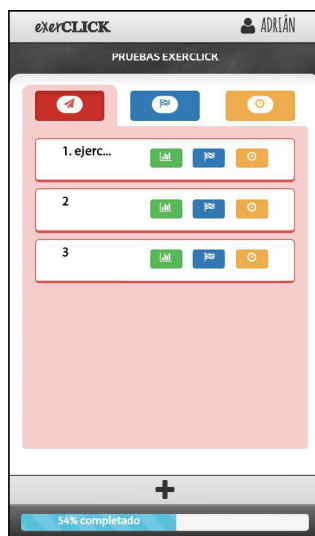 exerCLICK ADRIÁN
PRUEBAS EXERCLICK
1. ejerc...
2
3
54% completado